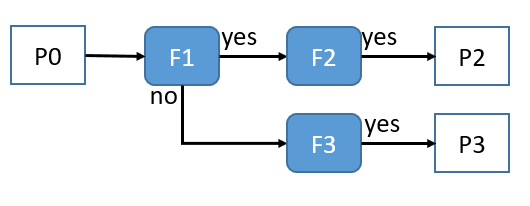 P0
F1
yes
F2
yes
P2
no
F3
yes
P3